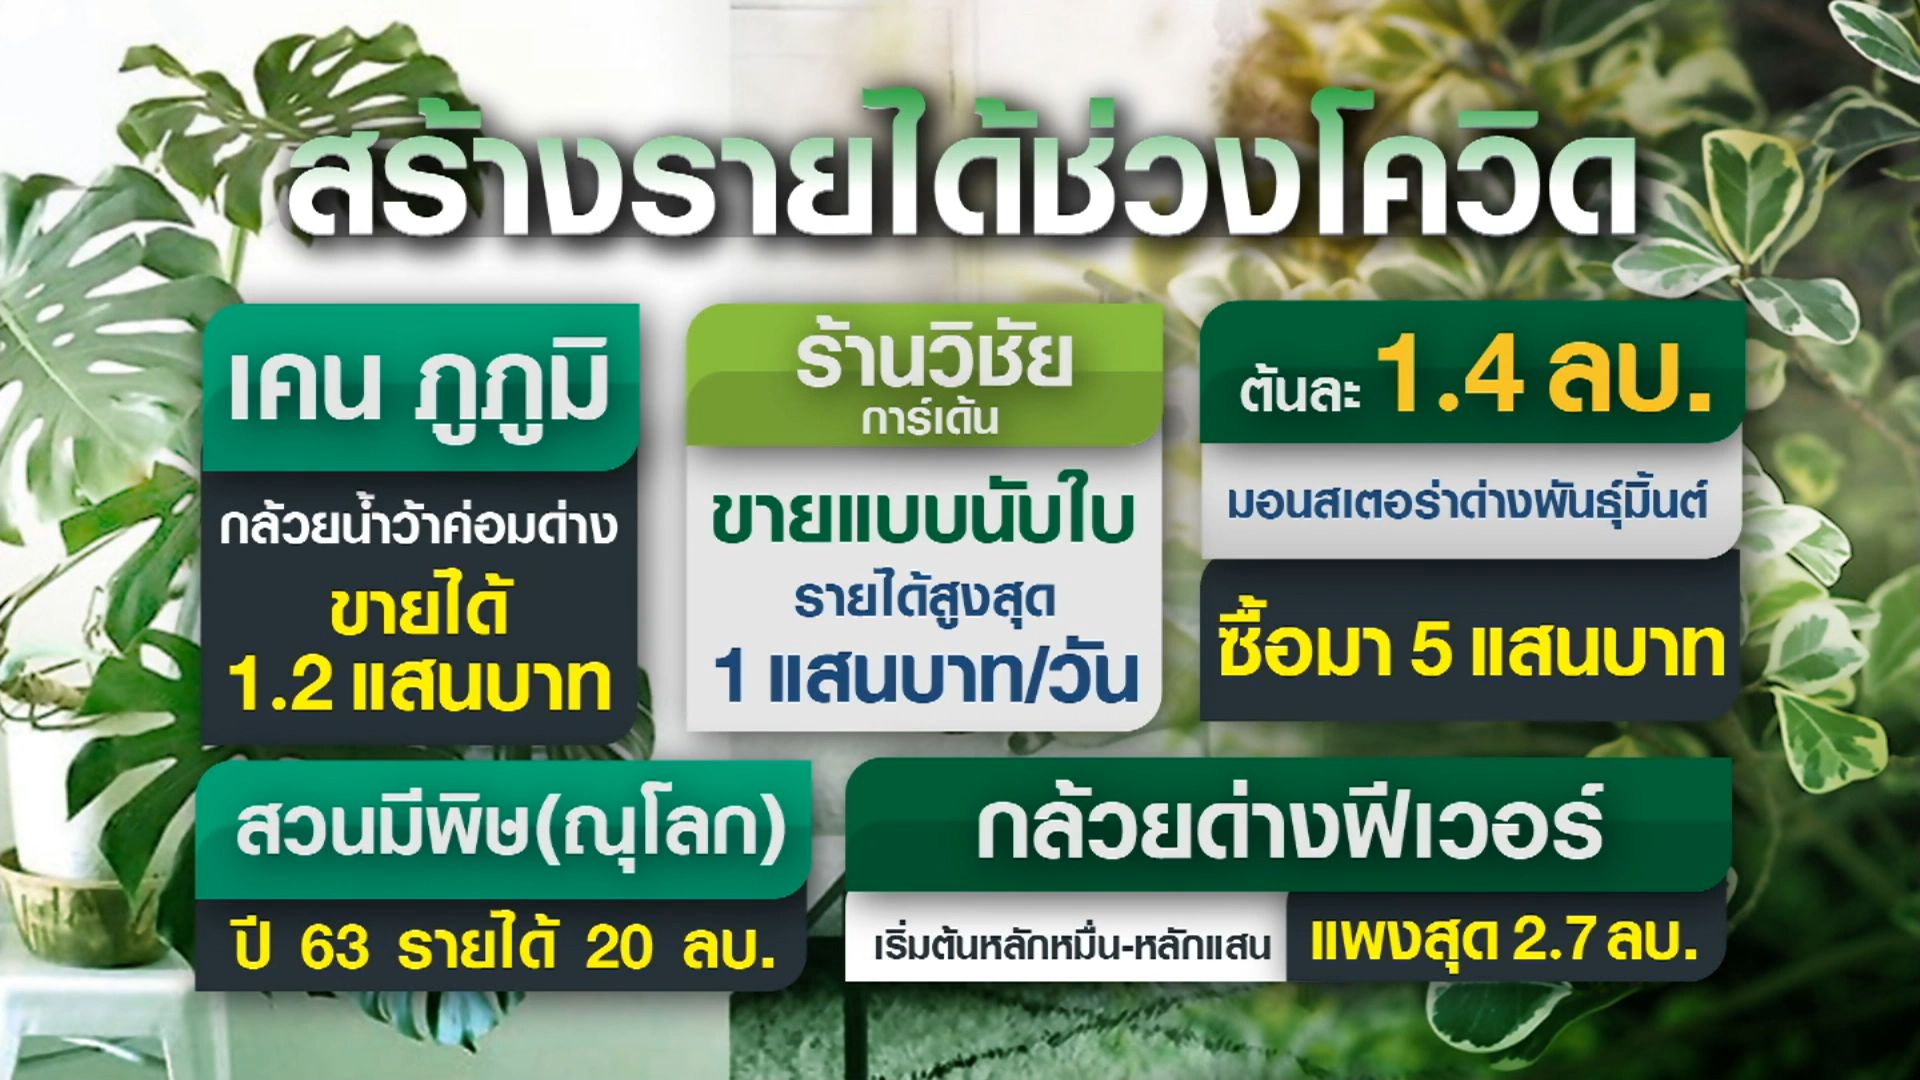 สร้างรายได้ช่วงโควิด
เคน ภูภูมิ
กล้วยน้ำว้าค่อมด่าง
ขายได้
1.2 แสนบาท
ร้านวิชัย
การ์เด้น
ขายแบบนับใบ
รายได้สูงสุด
1 แสนบาท/วัน
ต้นละ 1.4 ลบ.
มอนสเตอร่าด่างพันธุ์มิ้นต์
ซื้อมา 5 แสนบาท
สวนมีพิษ(ณุโลก)
ปี 63 รายได้ 20 ลบ.
กล้วยด่างฟีเวอร์
เริ่มต้นหลักหมื่น-หลักแสน
แพงสุด 2.7 ลบ.